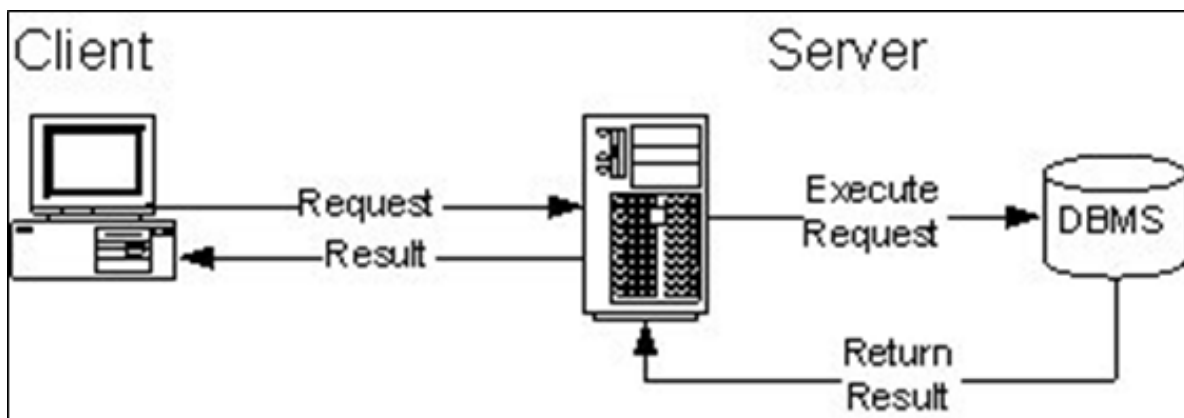 Client
Server
Request
Result
Execute
Request
DBMS
Return
Result